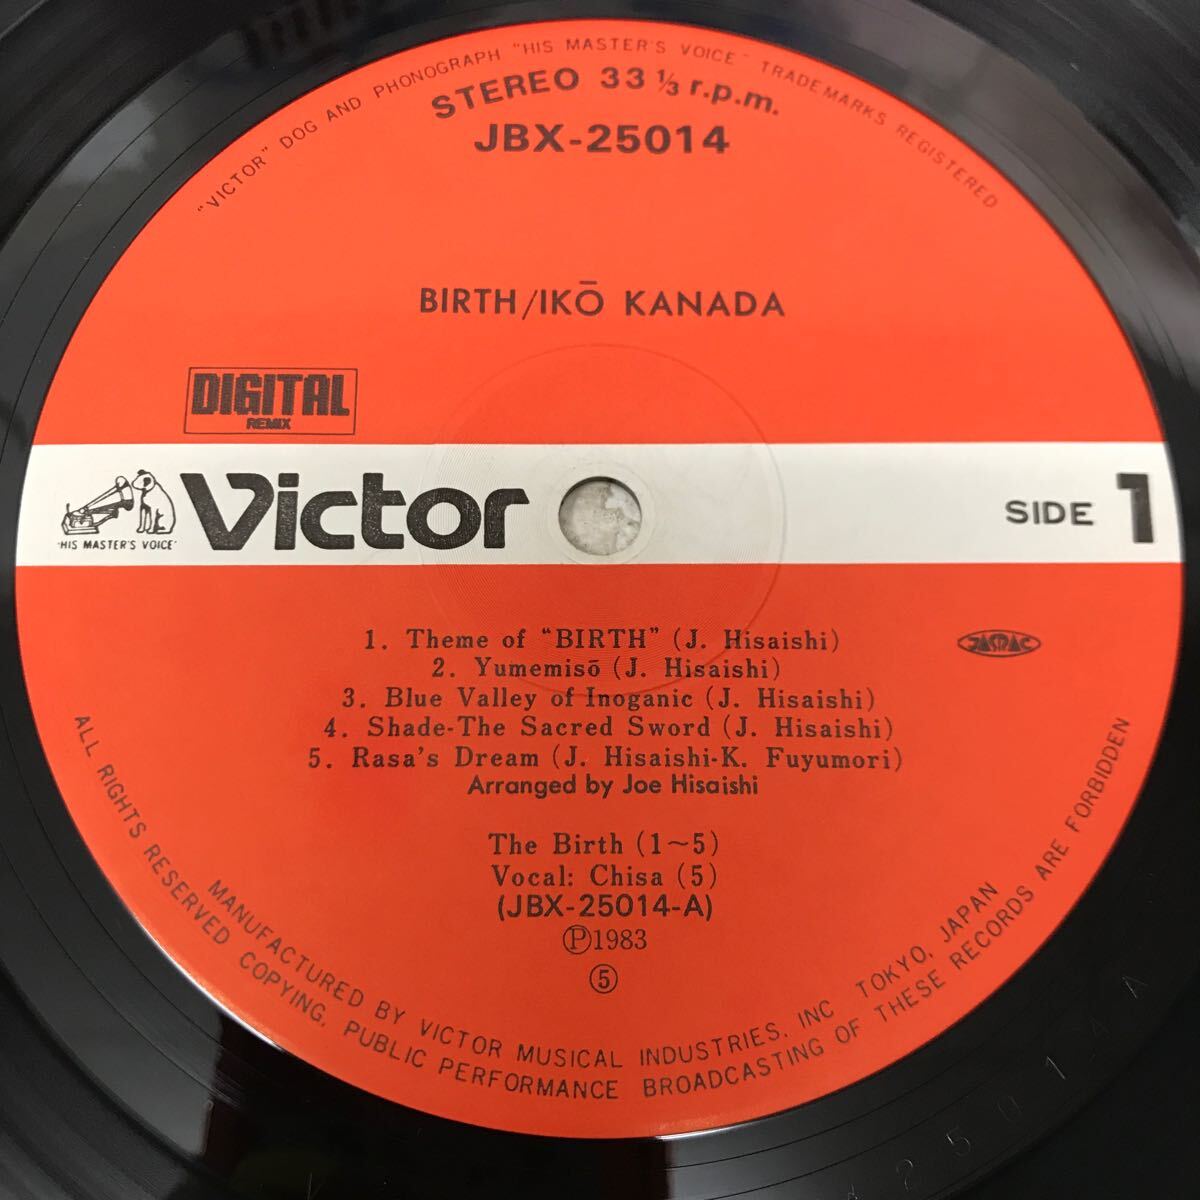 "VICTOR" DOG AND PHONOGRAPH "HIS MASTER'S VOICE" TRADEMARKS REGISTERED
STEREO 33 ⅓ r.p.m.
JBX-25014
BIRTH/IKŌ KANADA
DIGITAL
REMIX
'HIS MASTER'S VOICE'
Victor
SIDE 1
1. Theme of "BIRTH" (J. Hisaishi)
JASRAC
2. Yumemisō (J. Hisaishi)
3. Blue Valley of Inoganic (J. Hisaishi)
4. Shade-The Sacred Sword (J. Hisaishi)
5. Rasa's Dream (J. Hisaishi-K. Fuyumori)
Arranged by Joe Hisaishi
The Birth (1~5)
Vocal: Chisa (5)
(JBX-25014-A)
Ⓟ1983
⑤
MANUFACTURED BY VICTOR MUSICAL INDUSTRIES, INC TOKYO, JAPAN
ALL RIGHTS RESERVED COPYING, PUBLIC PERFORMANCE BROADCASTING OF THESE RECORDS ARE FORBIDDEN